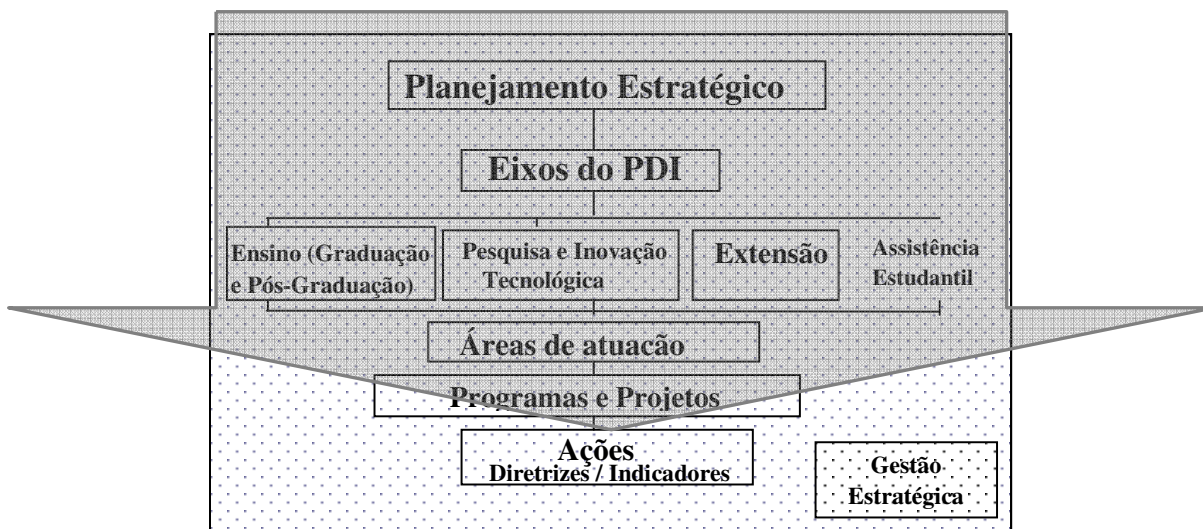 Planejamento Estratégico
Eixos do PDI
Ensino (Graduação
e Pós-Graduação)
Pesquisa e Inovação
Tecnológica
Extensão
Assistência
Estudantil
Áreas de atuacão
Programas e Projetos
Ações
Diretrizes / Indicadores
Gestão
Estratégica